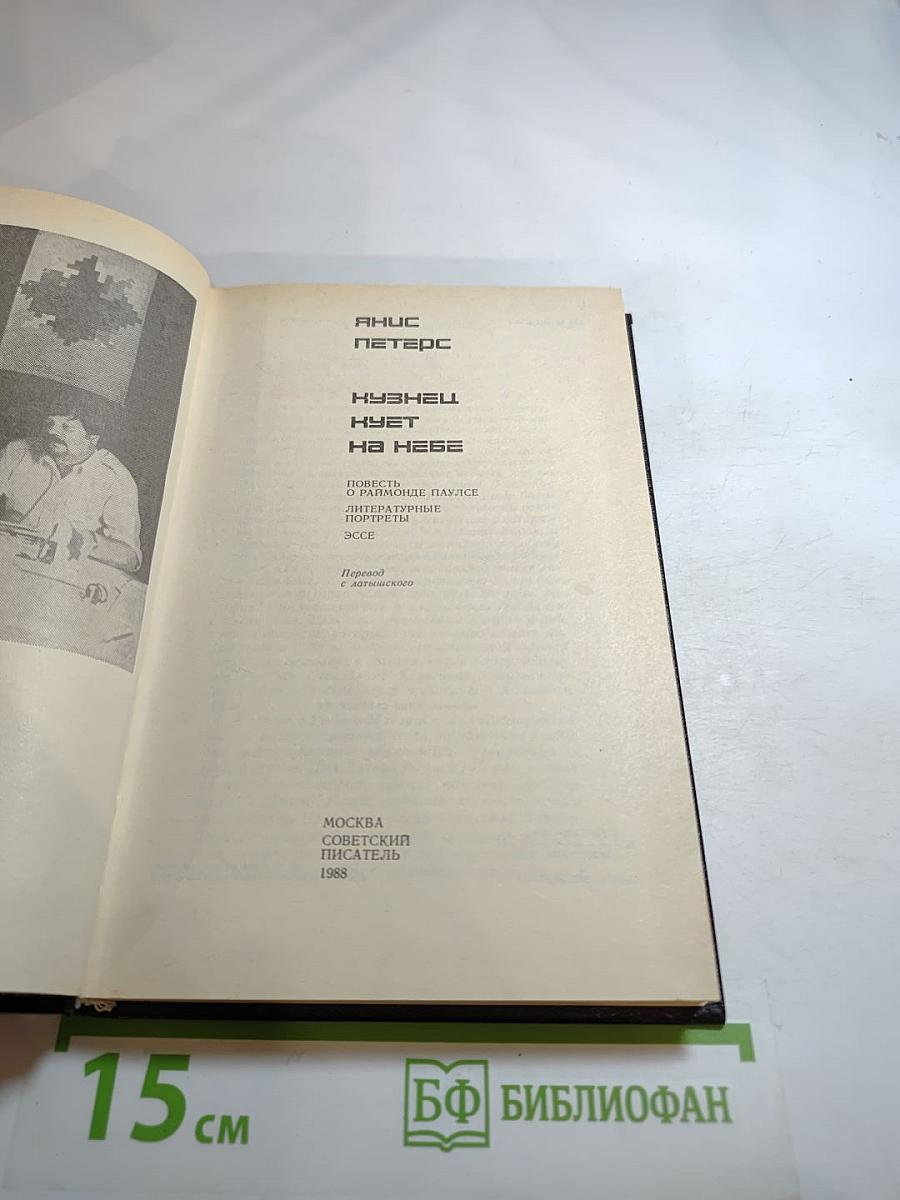 ЯНИС
ПЕТЕРС
КУЗНЕЦ
КУЕТ
НА НЕБЕ
ПОВЕСТЬ
О РАЙМОНДЕ ПАУЛСЕ
ЛИТЕРАТУРНЫЕ
ПОРТРЕТЫ
ЭССЕ
Перевод
с латышского
МОСКВА
СОВЕТСКИЙ
ПИСАТЕЛЬ
1988
15 см
БФ БИБЛИОФАН